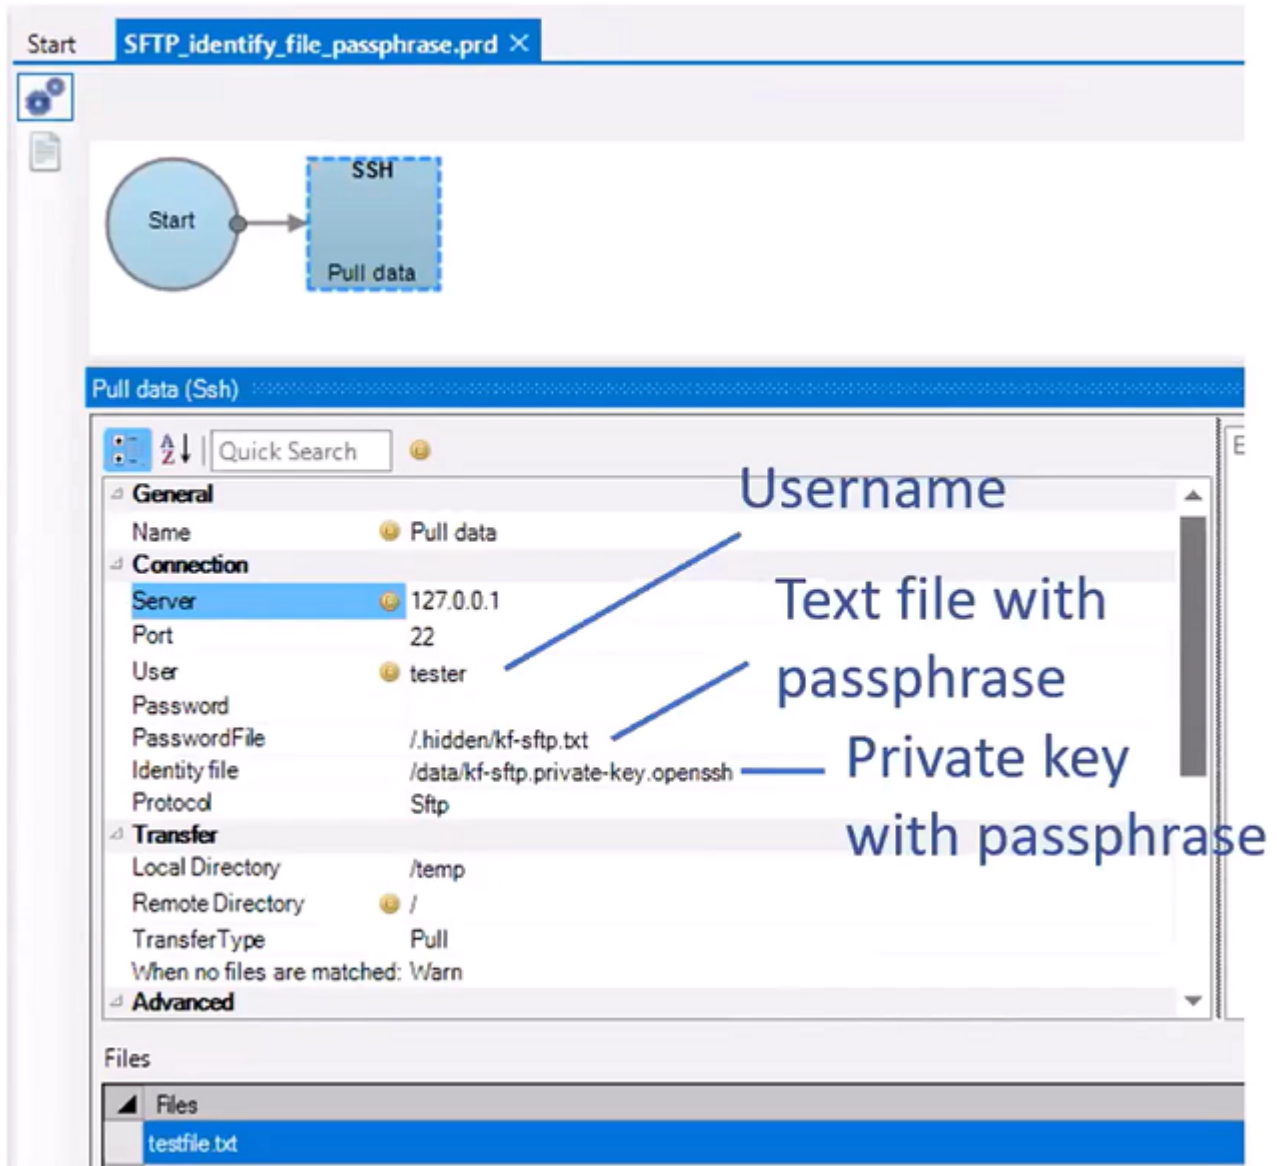 Start
SFTP_identify_file_passphrase.prd ×
Start
SSH
Pull data
Pull data (Ssh)
Quick Search
General
Name Pull data
Connection
Server 127.0.0.1
Port 22
User tester
Password
PasswordFile /.hidden/kf-sftp.txt
Identity file /data/kf-sftp.private-key.openssh
Protocol Sftp
Transfer
Local Directory /temp
Remote Directory /
TransferType Pull
When no files are matched: Warn
Advanced
Username
Text file with
passphrase
Private key
with passphrase
Files
Files
testfile.txt